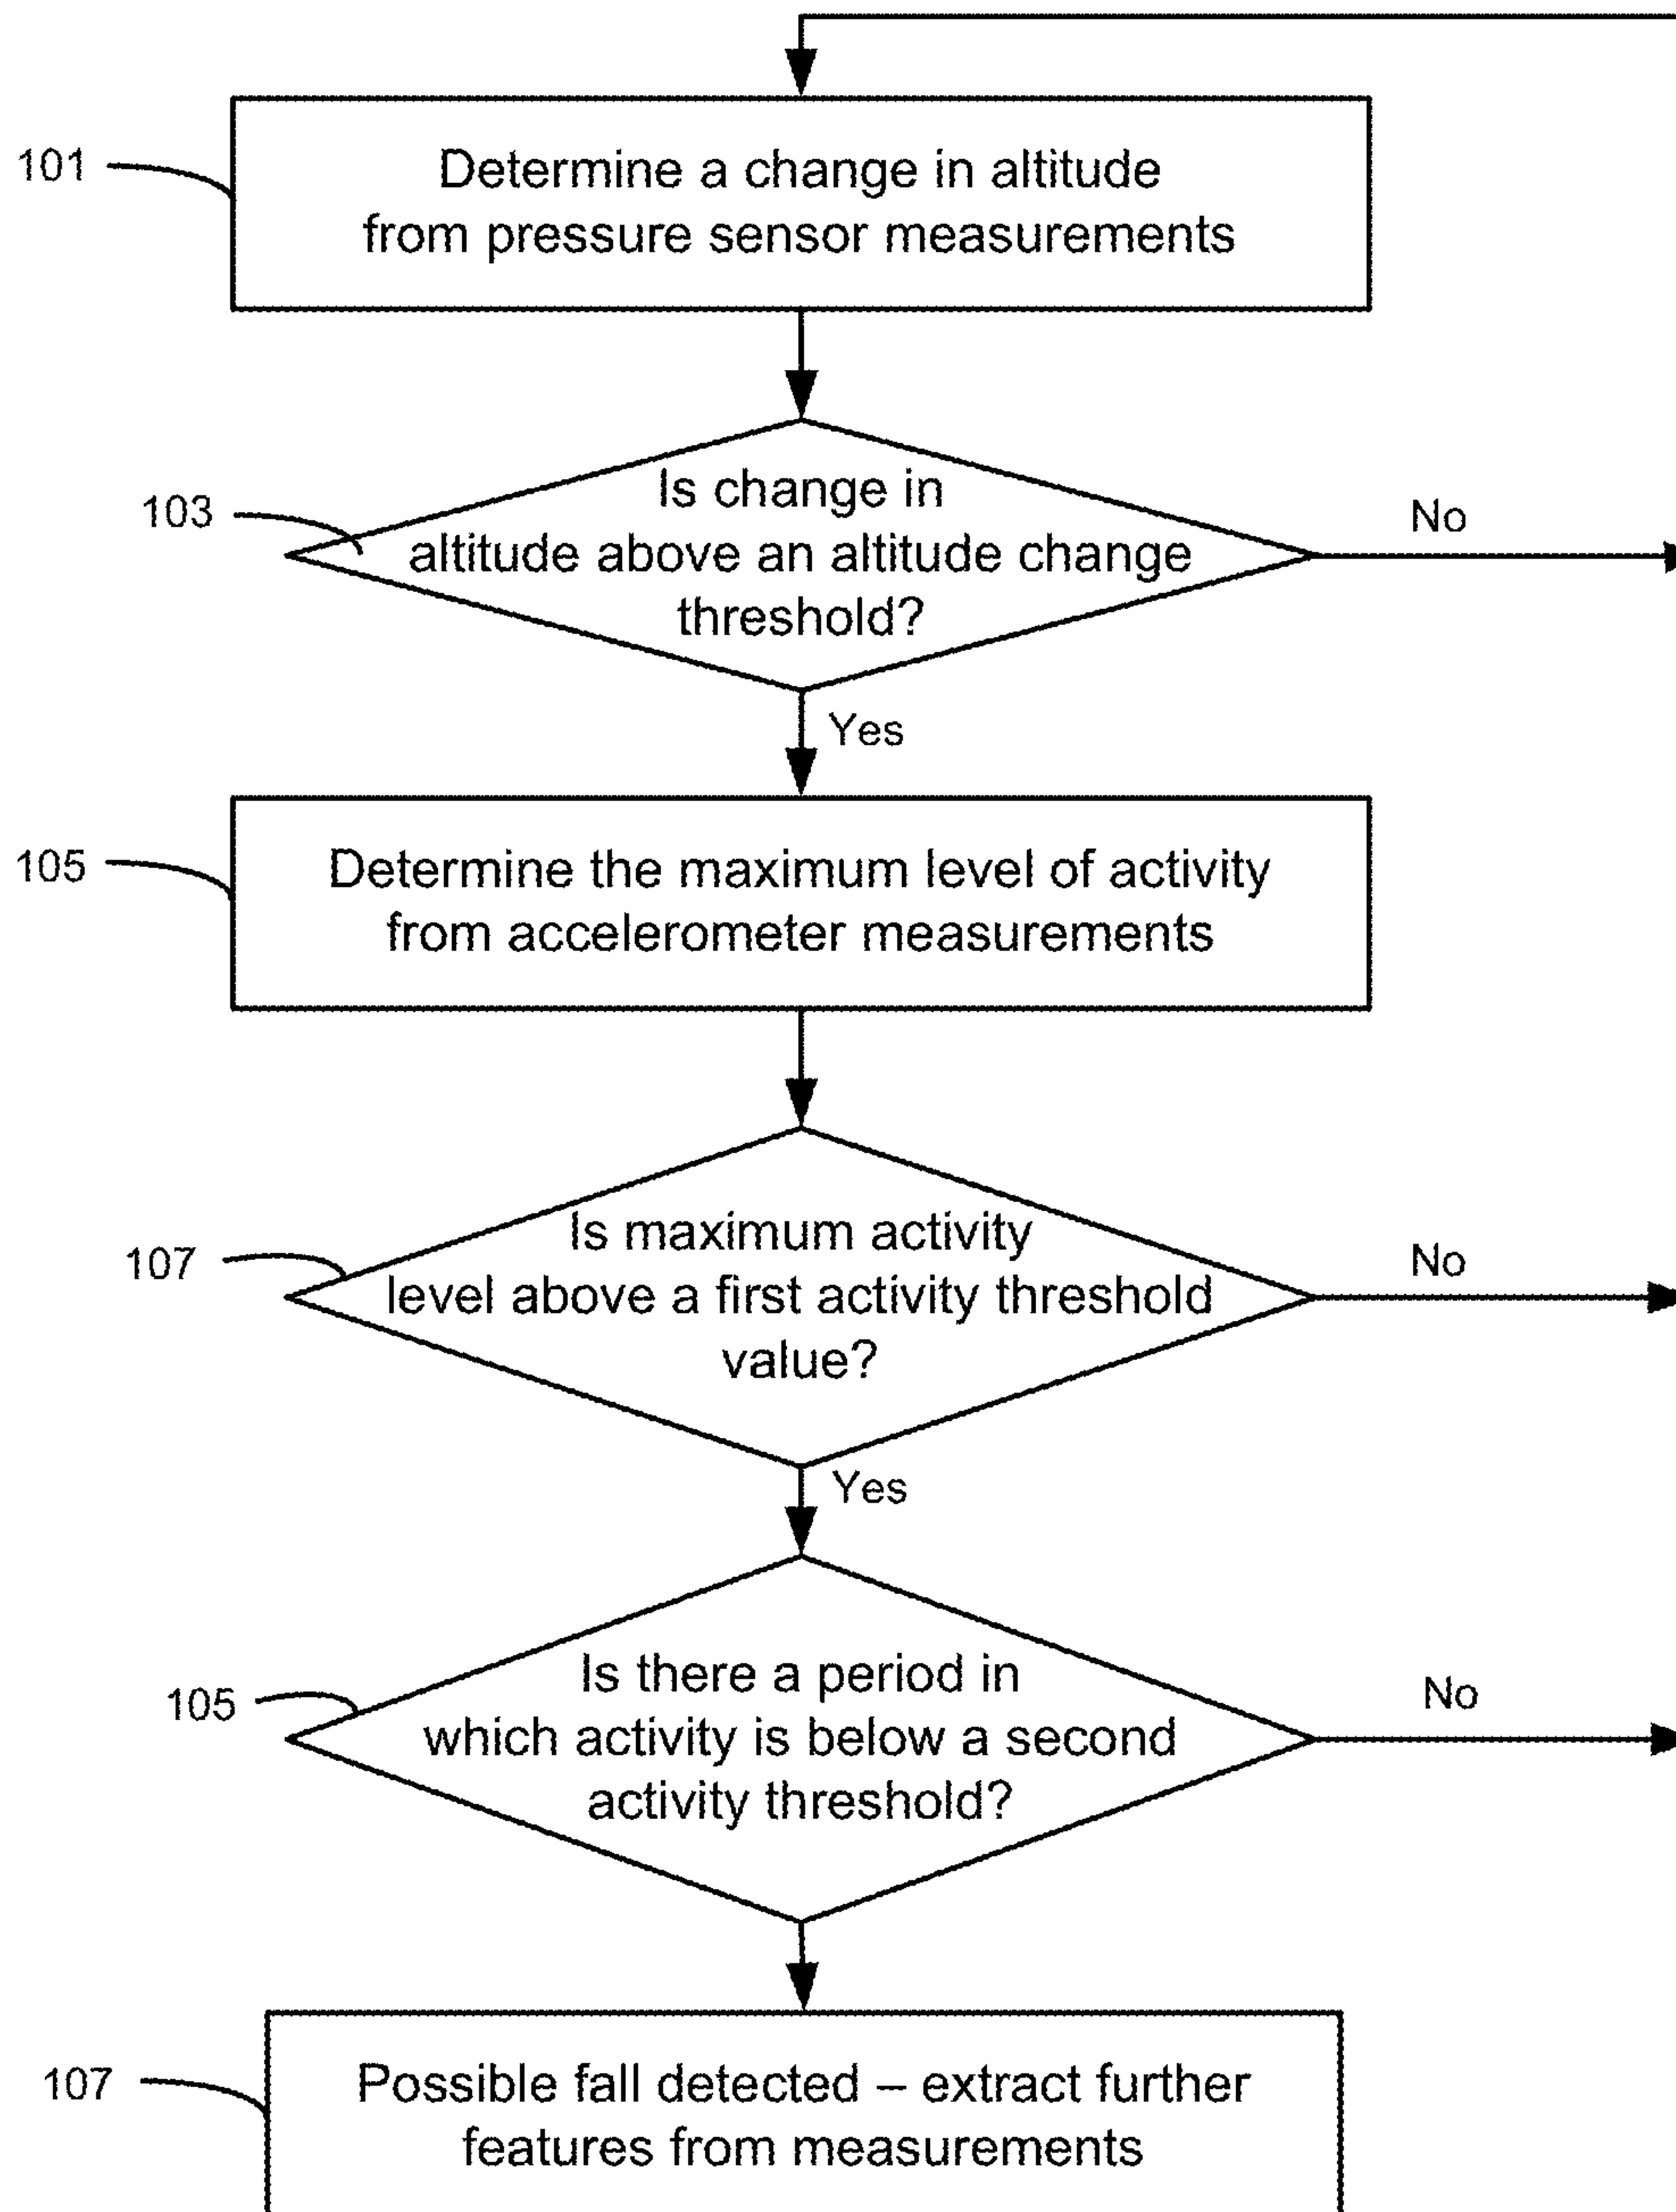 101
Determine a change in altitude
from pressure sensor measurements
103
Is change in
altitude above an altitude change
threshold?
No
Yes
105
Determine the maximum level of activity
from accelerometer measurements
107
Is maximum activity
level above a first activity threshold
value?
No
Yes
105
Is there a period in
which activity is below a second
activity threshold?
No
107
Possible fall detected – extract further
features from measurements